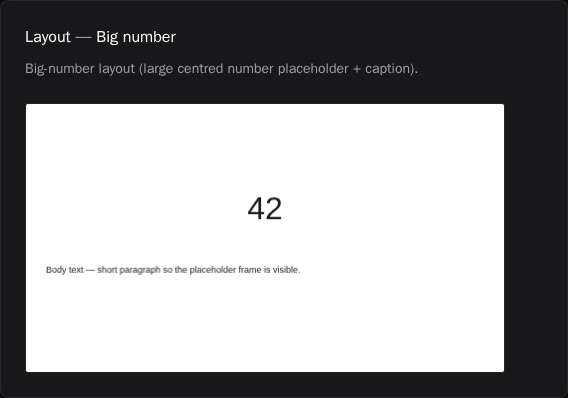 Layout — Big number
Big-number layout (large centred number placeholder + caption).
42
Body text — short paragraph so the placeholder frame is visible.